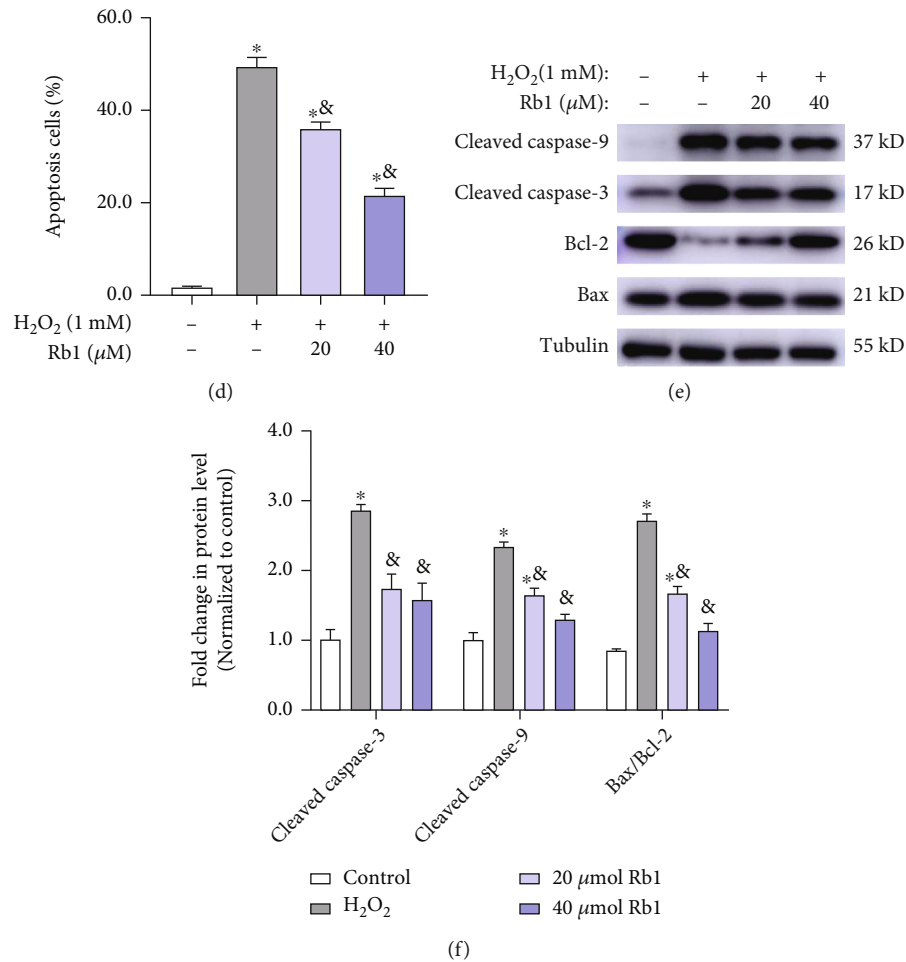 60.0
40.0
20.0
0.0
Apoptosis cells (%)
*
*&
*&
H₂O₂ (1 mM) – + + +
Rb1 (μM) – – 20 40
(d)
H₂O₂(1 mM): – + + +
Rb1 (μM): – – 20 40
Cleaved caspase-9 37 kD
Cleaved caspase-3 17 kD
Bcl-2 26 kD
Bax 21 kD
Tubulin 55 kD
(e)
4.0
3.0
2.0
1.0
0.0
Fold change in protein level
(Normalized to control)
* & & * *& & * *& &
Cleaved caspase-3
Cleaved caspase-9
Bax/Bcl-2
Control
H₂O₂
20 μmol Rb1
40 μmol Rb1
(f)